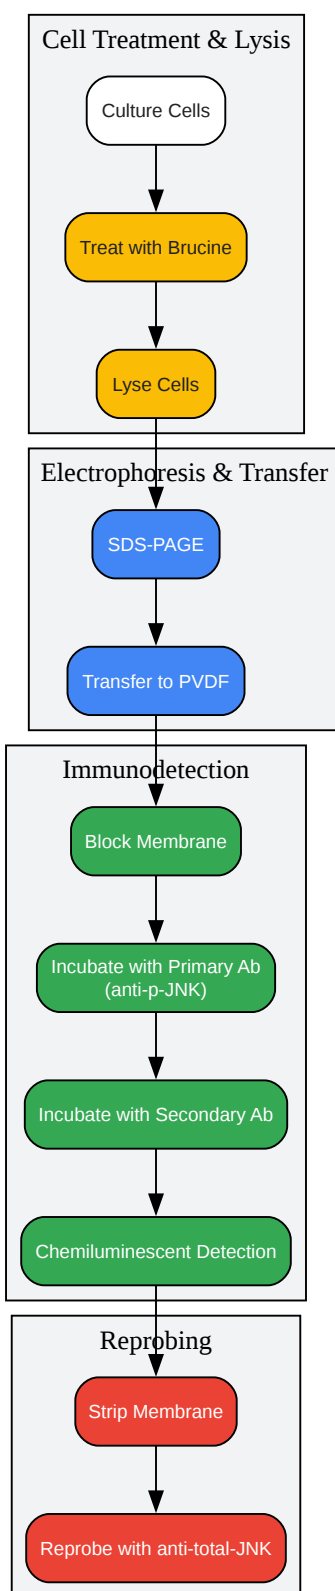 Cell Treatment & Lysis
Culture Cells
Treat with Brucine
Lyse Cells
Electrophoresis & Transfer
SDS-PAGE
Transfer to PVDF
Immunodetection
Block Membrane
Incubate with Primary Ab
(anti-p-JNK)
Incubate with Secondary Ab
Chemiluminescent Detection
Reprobing
Strip Membrane
Reprobe with anti-total-JNK